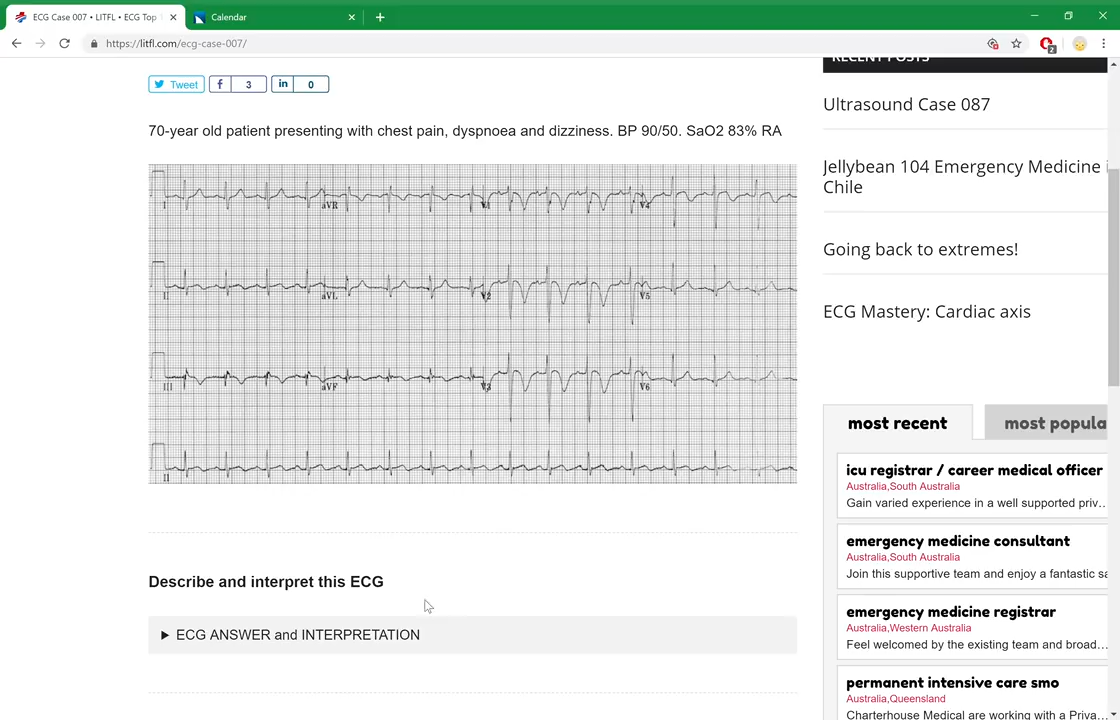 ECG Case 007 • LITFL • ECG Top
Calendar
https://litfl.com/ecg-case-007/
2
Tweet
3
0
70-year old patient presenting with chest pain, dyspnoea and dizziness. BP 90/50. SaO2 83% RA
I
aVR
V1
V4
II
aVL
V2
V5
III
aVF
V3
V6
II
Describe and interpret this ECG
ECG ANSWER and INTERPRETATION
RECENT POSTS
Ultrasound Case 087
Jellybean 104 Emergency Medicine i
Chile
Going back to extremes!
ECG Mastery: Cardiac axis
most recent
most popula
icu registrar / career medical officer
Australia,South Australia
Gain varied experience in a well supported priv...
emergency medicine consultant
Australia,South Australia
Join this supportive team and enjoy a fantastic sa
emergency medicine registrar
Australia,Western Australia
Feel welcomed by the existing team and broad...
permanent intensive care smo
Australia,Queensland
Charterhouse Medical are working with a Priva...